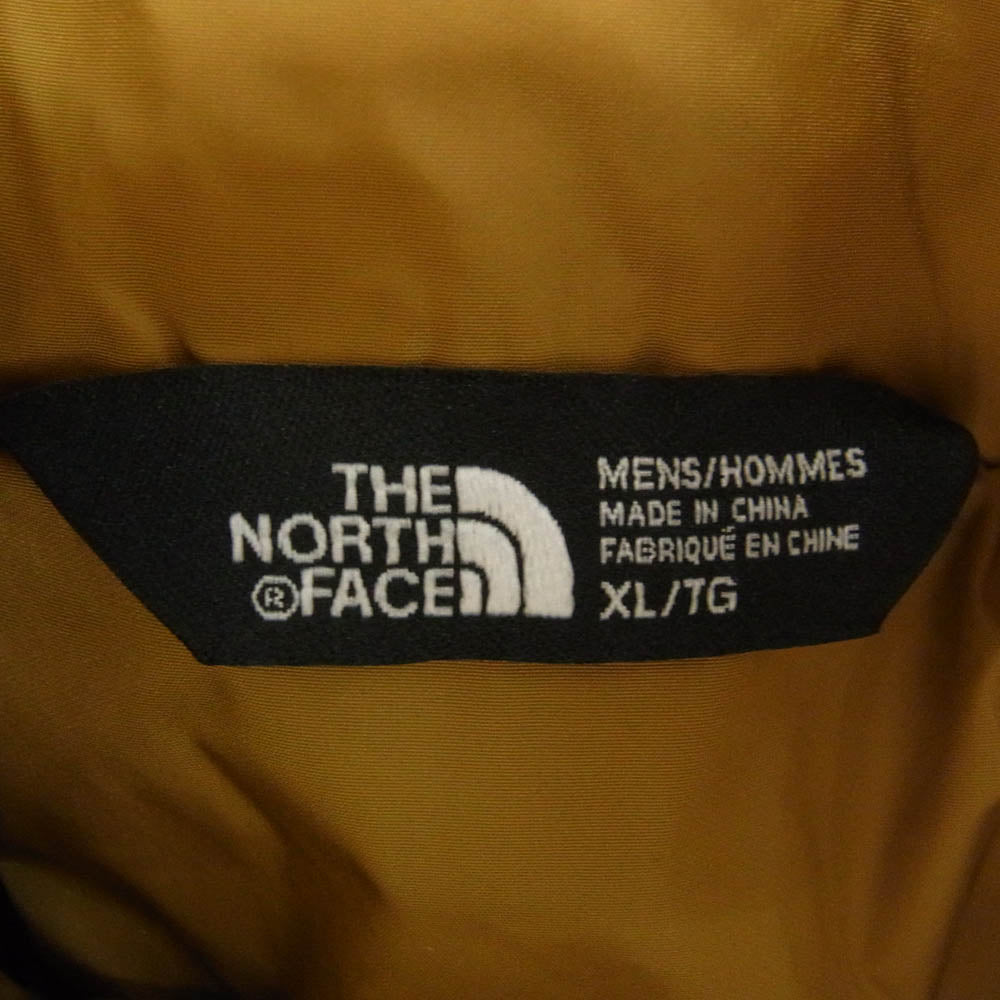 THE
NORTH
®FACE
MENS/HOMMES
MADE IN CHINA
FABRIQUÉ EN CHINE
XL/TG